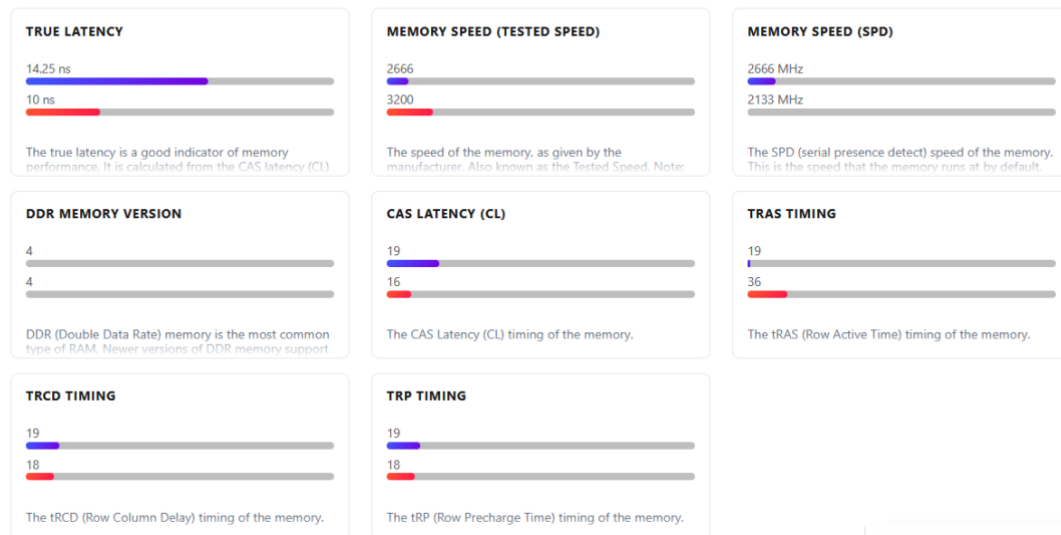 TRUE LATENCY
14.25 ns
10 ns
The true latency is a good indicator of memory
performance. It is calculated from the CAS latency (CL)
MEMORY SPEED (TESTED SPEED)
2666
3200
The speed of the memory, as given by the
manufacturer. Also known as the Tested Speed. Note:
MEMORY SPEED (SPD)
2666 MHz
2133 MHz
The SPD (serial presence detect) speed of the memory.
This is the speed that the memory runs at by default,
DDR MEMORY VERSION
4
4
DDR (Double Data Rate) memory is the most common
type of RAM. Newer versions of DDR memory support
CAS LATENCY (CL)
19
16
The CAS Latency (CL) timing of the memory.
TRAS TIMING
19
36
The tRAS (Row Active Time) timing of the memory.
TRCD TIMING
19
18
The tRCD (Row Column Delay) timing of the memory.
TRP TIMING
19
18
The tRP (Row Precharge Time) timing of the memory.